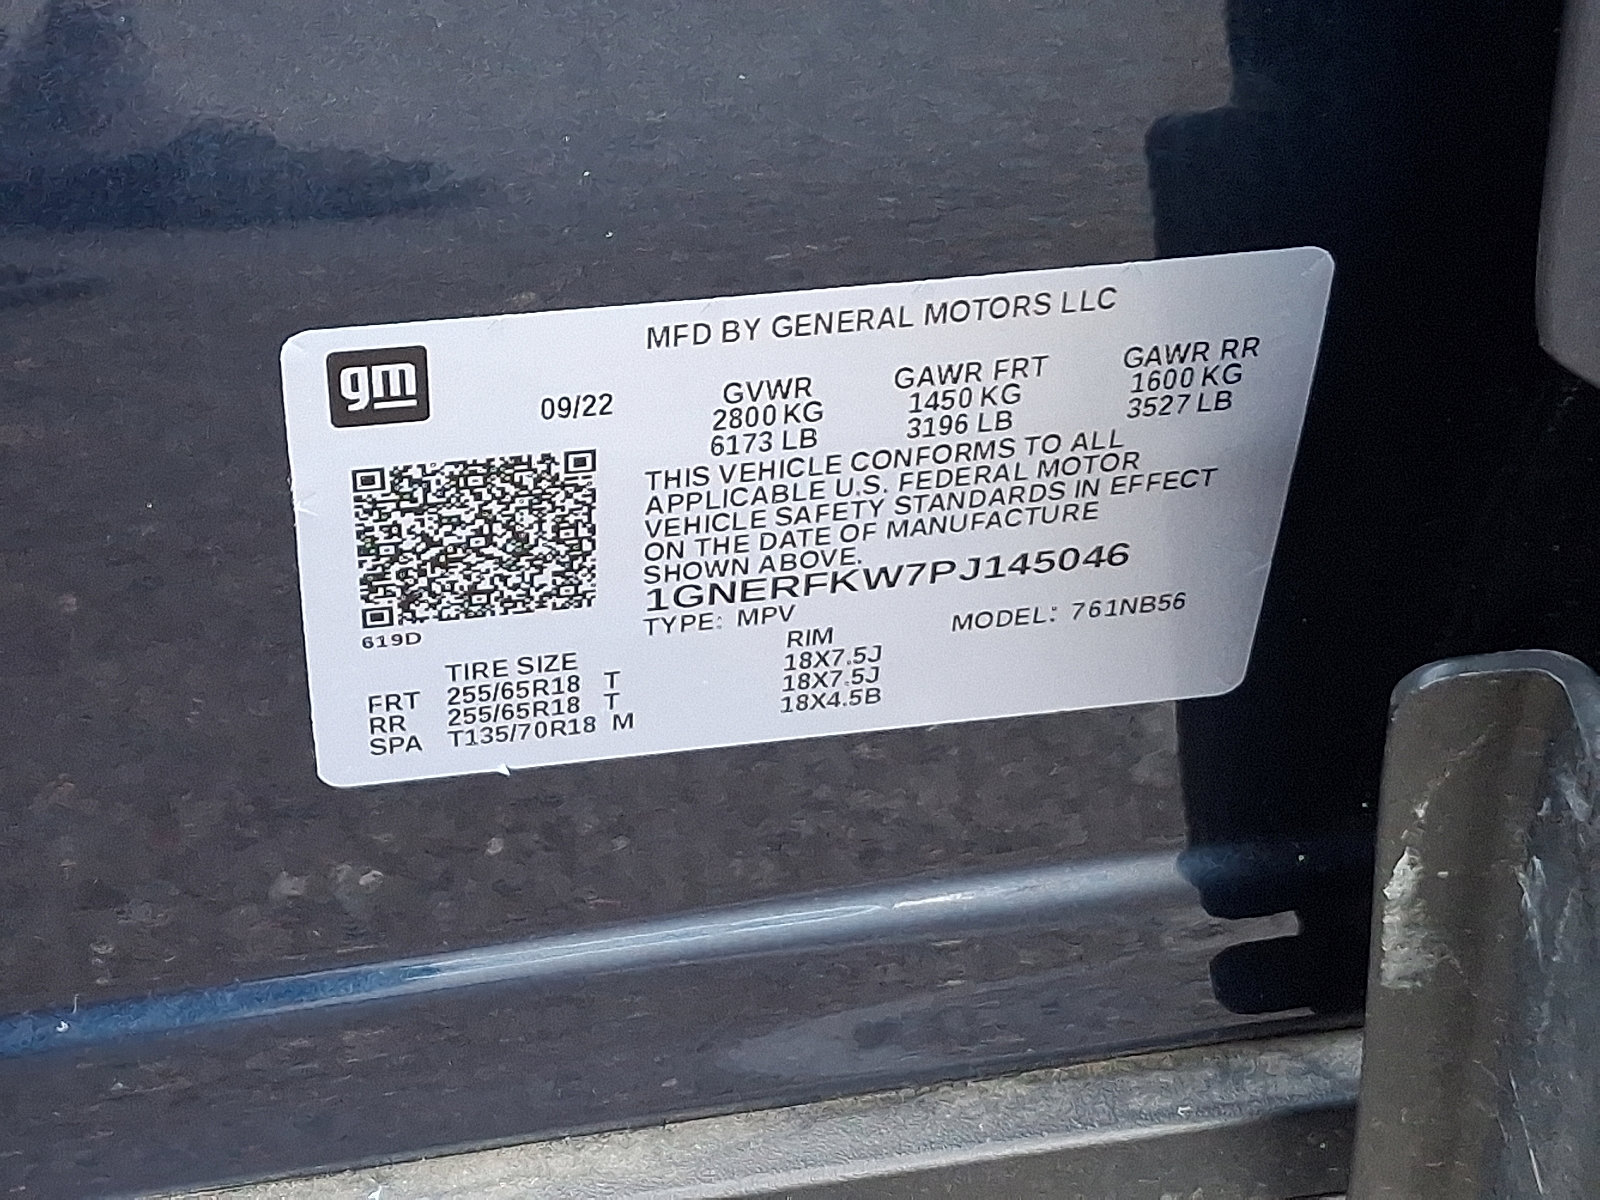 MFD BY GENERAL MOTORS LLC
gm
09/22
GVWR GAWR FRT GAWR RR
2800 KG 1450 KG 1600 KG
6173 LB 3196 LB 3527 LB
THIS VEHICLE CONFORMS TO ALL
APPLICABLE U.S. FEDERAL MOTOR
VEHICLE SAFETY STANDARDS IN EFFECT
ON THE DATE OF MANUFACTURE
SHOWN ABOVE.
1GNERFKW7PJ145046
TYPE: MPV MODEL: 761NB56
619D
TIRE SIZE RIM
FRT 255/65R18 T 18X7.5J
RR 255/65R18 T 18X7.5J
SPA T135/70R18 M 18X4.5B